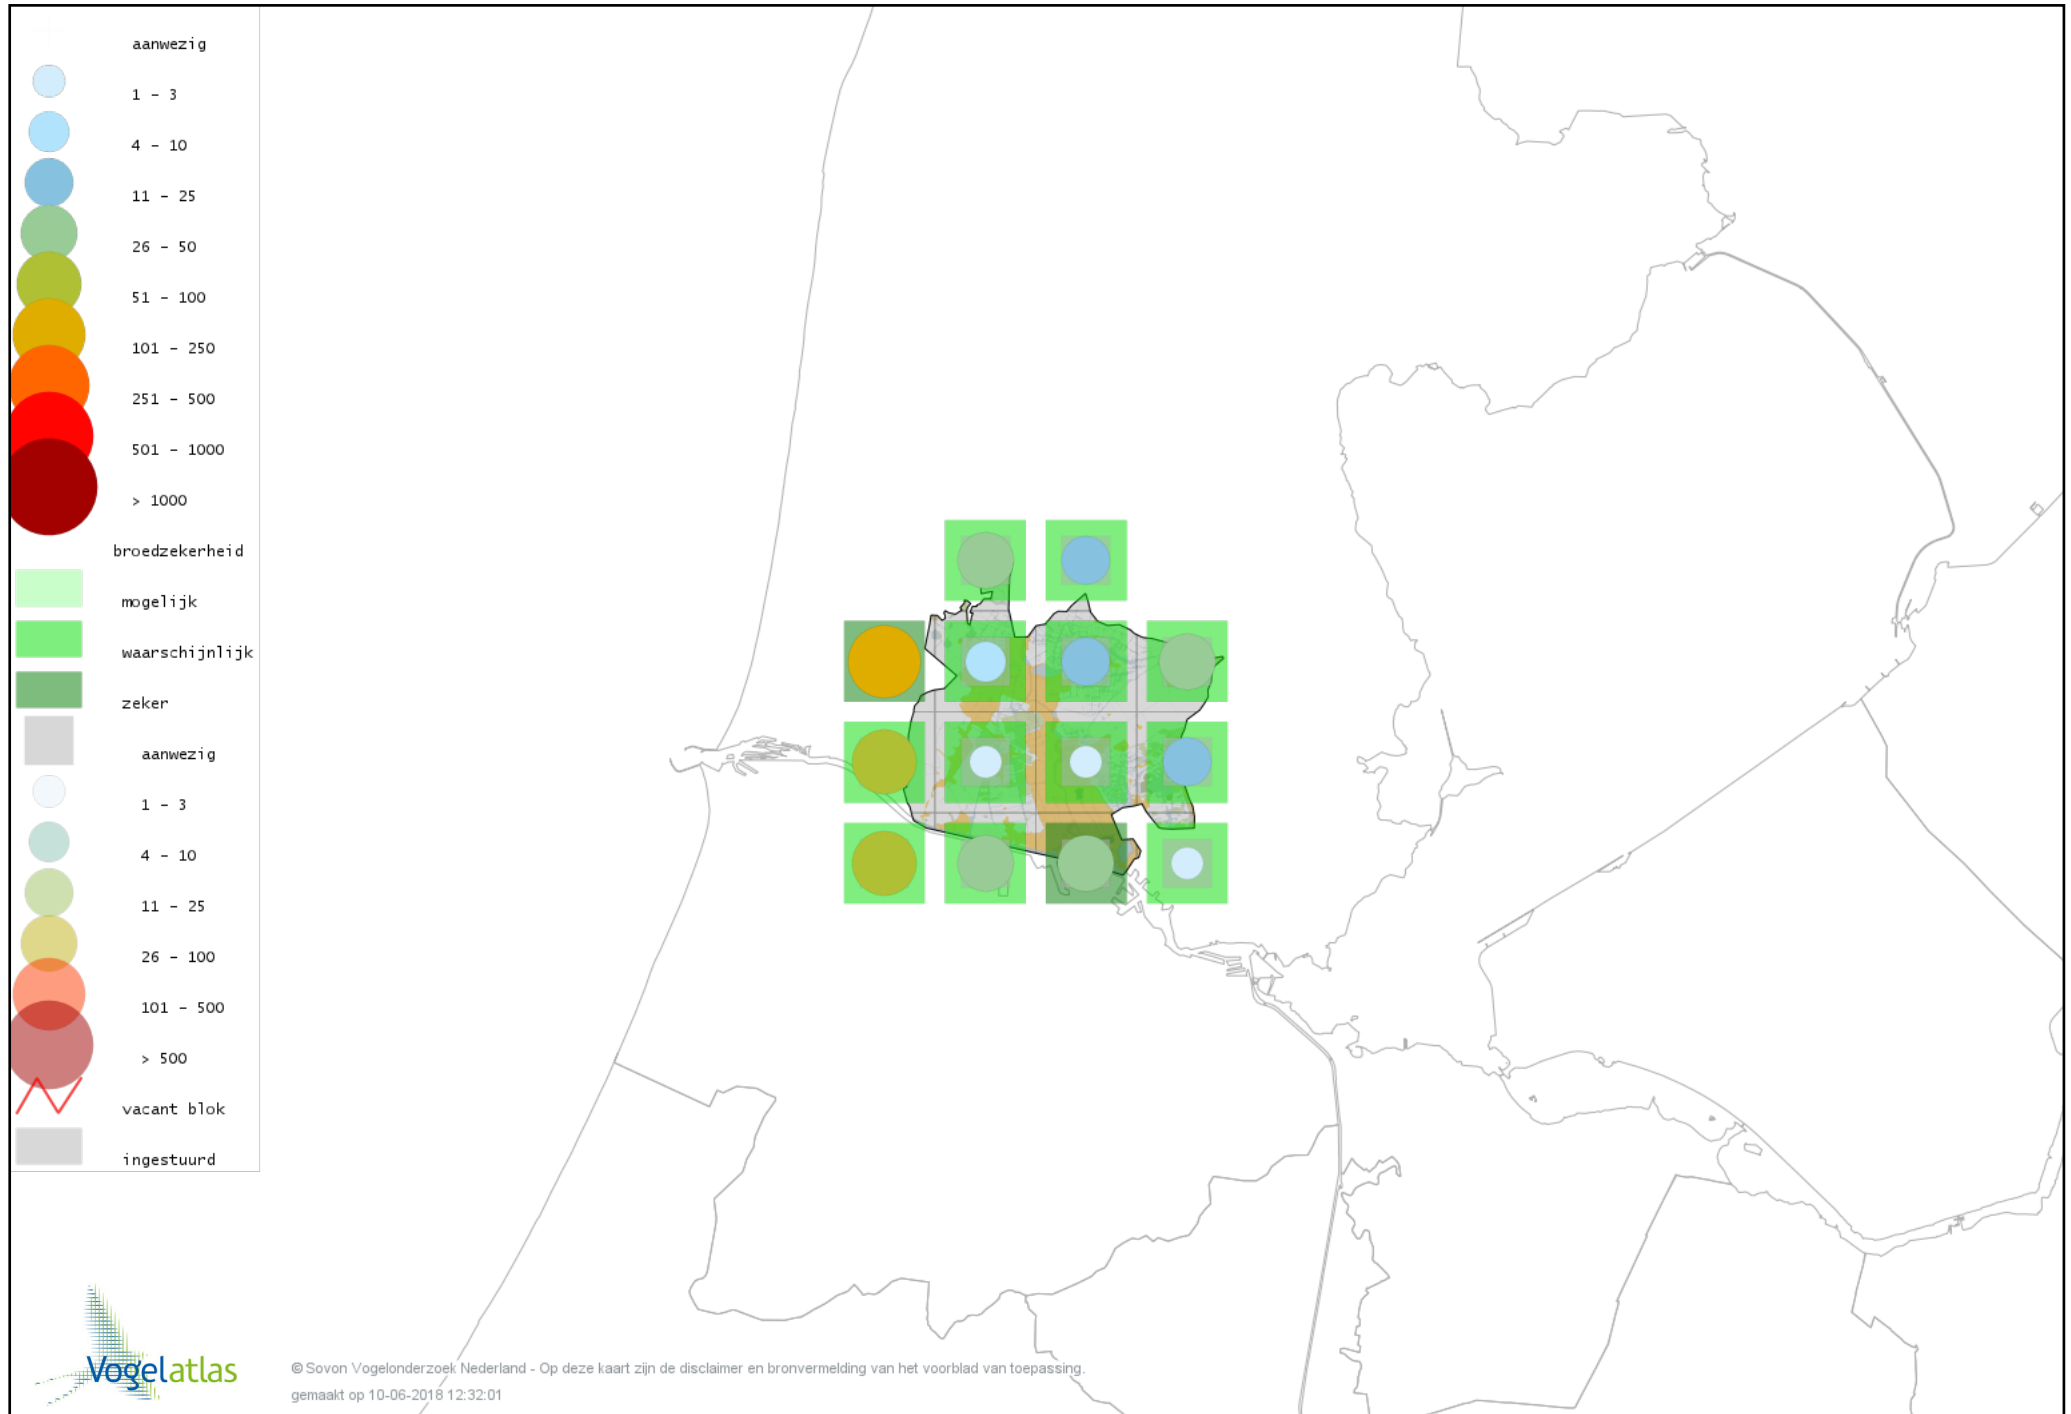 aanwezig
1 - 3
4 - 10
11 - 25
26 - 50
51 - 100
101 - 250
251 - 500
501 - 1000
> 1000
broedzekerheid
mogelijk
waarschijnlijk
zeker
aanwezig
1 - 3
4 - 10
11 - 25
26 - 100
101 - 500
> 500
vacant blok
ingestuurd
Vogelatlas
© Sovon Vogelonderzoek Nederland - Op deze kaart zijn de disclaimer en bronvermelding van het voorblad van toepassing.
gemaakt op 10-06-2018 12:32:01